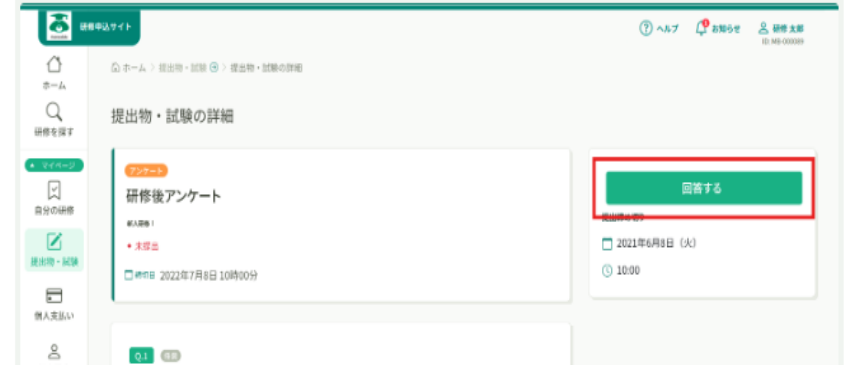 研修申込サイト
ヘルプ
お知らせ
研修 太郎
ホーム
研修を探す
マイページ
自分の研修
提出物・試験
個人支払い
ホーム 〉 提出物・試験 〉 提出物・試験の詳細
提出物・試験の詳細
アンケート
研修後アンケート
未提出
締切日 2022年7月8日 10時00分
Q.1
回答する
2021年6月8日（火）
10:00